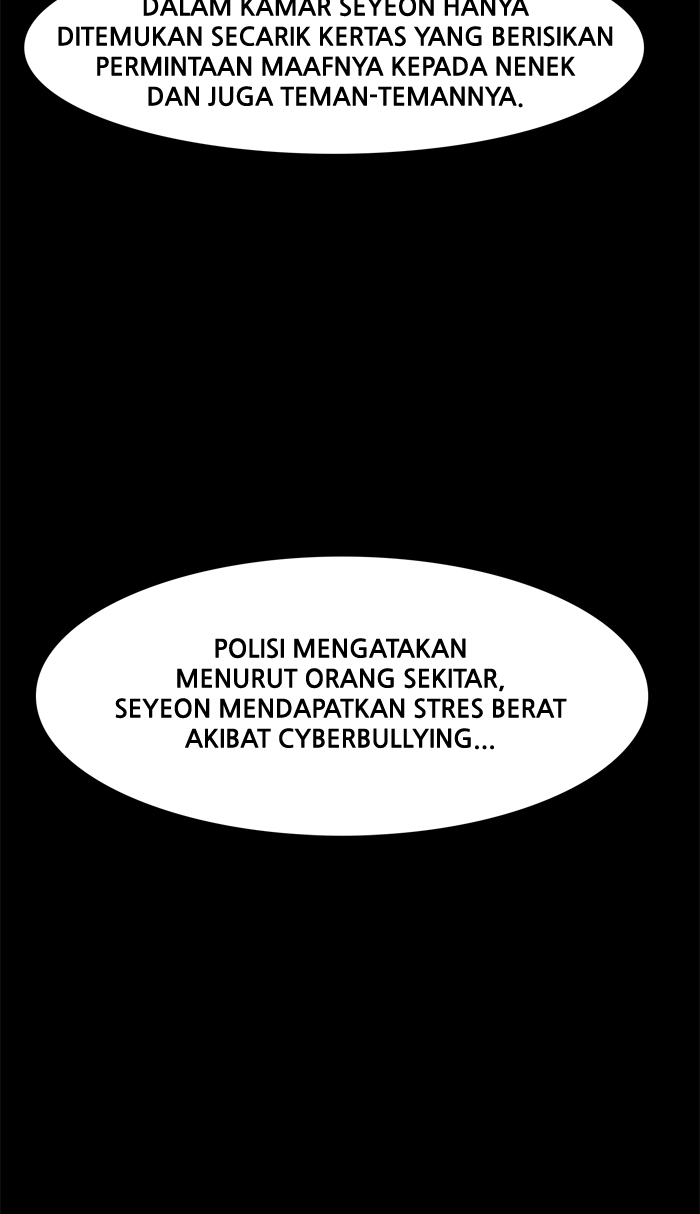 DALAM KAMAR SEYEON HANYA
DITEMUKAN SECARIK KERTAS YANG BERISIKAN
PERMINTAAN MAAFNYA KEPADA NENEK
DAN JUGA TEMAN-TEMANNYA.
POLISI MENGATAKAN
MENURUT ORANG SEKITAR,
SEYEON MENDAPATKAN STRES BERAT
AKIBAT CYBERBULLYING...